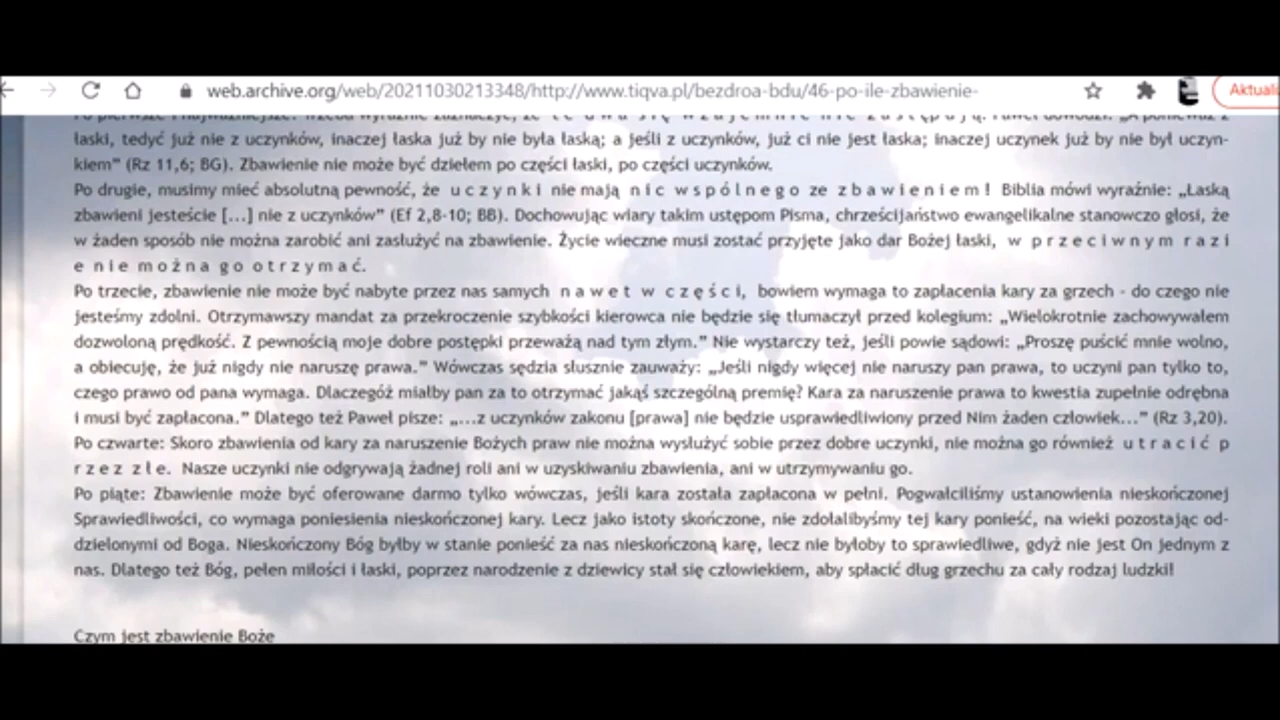 web.archive.org/web/20211030213348/http://www.tiqva.pl/bezdroa-bdu/46-po-ile-zbawienie-
Aktuali
łaski, tedyć już nie z uczynków, inaczej łaska już by nie była łaską; a jeśli z uczynków, już ci nie jest łaska; inaczej uczynek już by nie był uczyn-
kiem” (Rz 11,6; BG). Zbawienie nie może być dziełem po części łaski, po części uczynków.
Po drugie, musimy mieć absolutną pewność, że u c z y n k i nie mają n i c w s p ó l n e g o ze z b a w i e n i e m ! Biblia mówi wyraźnie: „Łaską
zbawieni jesteście [...] nie z uczynków” (Ef 2,8-10; BB). Dochowując wiary takim ustępom Pisma, chrześcijaństwo ewangelikalne stanowczo głosi, że
w żaden sposób nie można zarobić ani zasłużyć na zbawienie. Życie wieczne musi zostać przyjęte jako dar Bożej łaski, w p r z e c i w n y m r a z i
e n i e m o ż n a g o o t r z y m a ć.
Po trzecie, zbawienie nie może być nabyte przez nas samych n a w e t w c z ę ś c i, bowiem wymaga to zapłacenia kary za grzech - do czego nie
jesteśmy zdolni. Otrzymawszy mandat za przekroczenie szybkości kierowca nie będzie się tłumaczył przed kolegium: „Wielokrotnie zachowywałem
dozwoloną prędkość. Z pewnością moje dobre postępki przeważą nad tym złym.” Nie wystarczy też, jeśli powie sądowi: „Proszę puścić mnie wolno,
a obiecuję, że już nigdy nie naruszę prawa.” Wówczas sędzia słusznie zauważy: „Jeśli nigdy więcej nie naruszy pan prawa, to uczyni pan tylko to,
czego prawo od pana wymaga. Dlaczegóż miałby pan za to otrzymać jakąś szczególną premię? Kara za naruszenie prawa to kwestia zupełnie odrębna
i musi być zapłacona.” Dlatego też Paweł pisze: „...z uczynków zakonu [prawa] nie będzie usprawiedliwiony przed Nim żaden człowiek...” (Rz 3,20).
Po czwarte: Skoro zbawienia od kary za naruszenie Bożych praw nie można wysłużyć sobie przez dobre uczynki, nie można go również u t r a c i ć p
r z e z z ł e. Nasze uczynki nie odgrywają żadnej roli ani w uzyskiwaniu zbawienia, ani w utrzymywaniu go.
Po piąte: Zbawienie może być oferowane darmo tylko wówczas, jeśli kara została zapłacona w pełni. Pogwałciliśmy ustanowienia nieskończonej
Sprawiedliwości, co wymaga poniesienia nieskończonej kary. Lecz jako istoty skończone, nie zdołalibyśmy tej kary ponieść, na wieki pozostając od-
dzielonymi od Boga. Nieskończony Bóg byłby w stanie ponieść za nas nieskończoną karę, lecz nie byłoby to sprawiedliwe, gdyż nie jest On jednym z
nas. Dlatego też Bóg, pełen miłości i łaski, poprzez narodzenie z dziewicy stał się człowiekiem, aby spłacić dług grzechu za cały rodzaj ludzki!
Czym jest zbawienie Boże